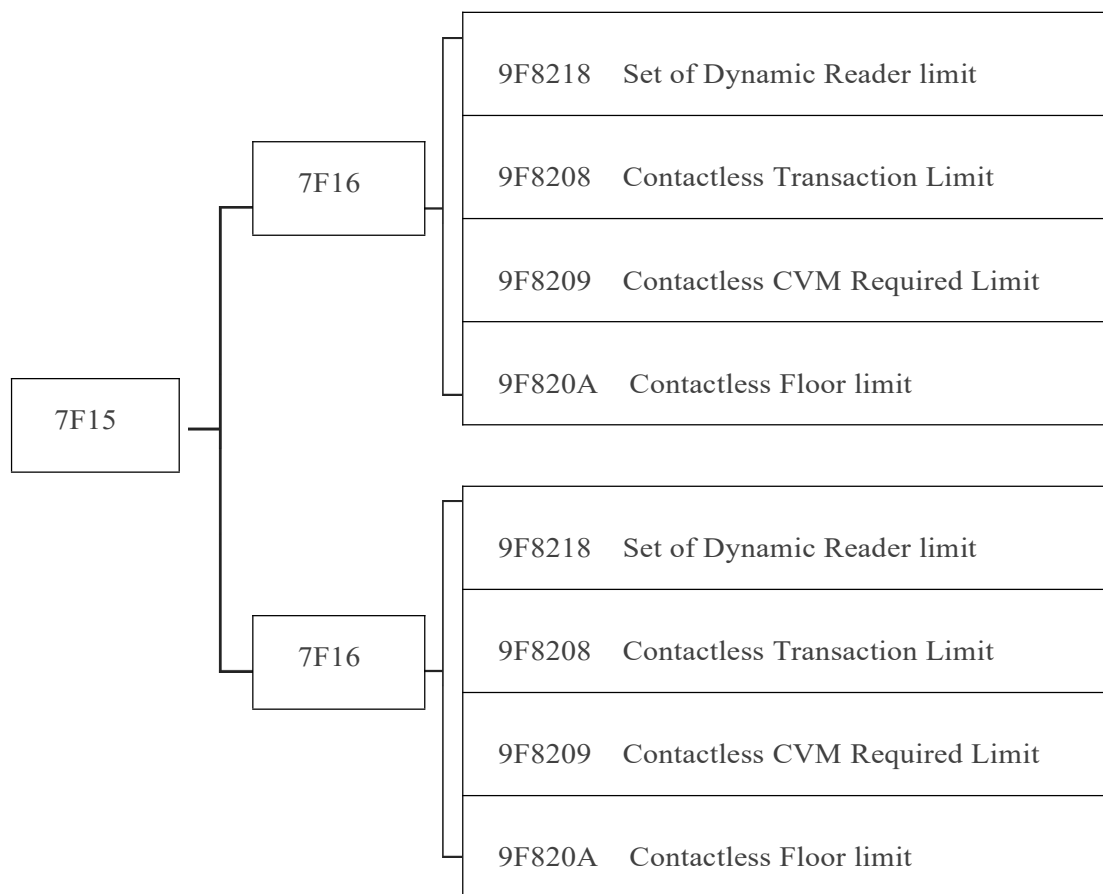 9F8218 Set of Dynamic Reader limit
7F16
9F8208 Contactless Transaction Limit
9F8209 Contactless CVM Required Limit
9F820A Contactless Floor limit
7F15
9F8218 Set of Dynamic Reader limit
7F16
9F8208 Contactless Transaction Limit
9F8209 Contactless CVM Required Limit
9F820A Contactless Floor limit